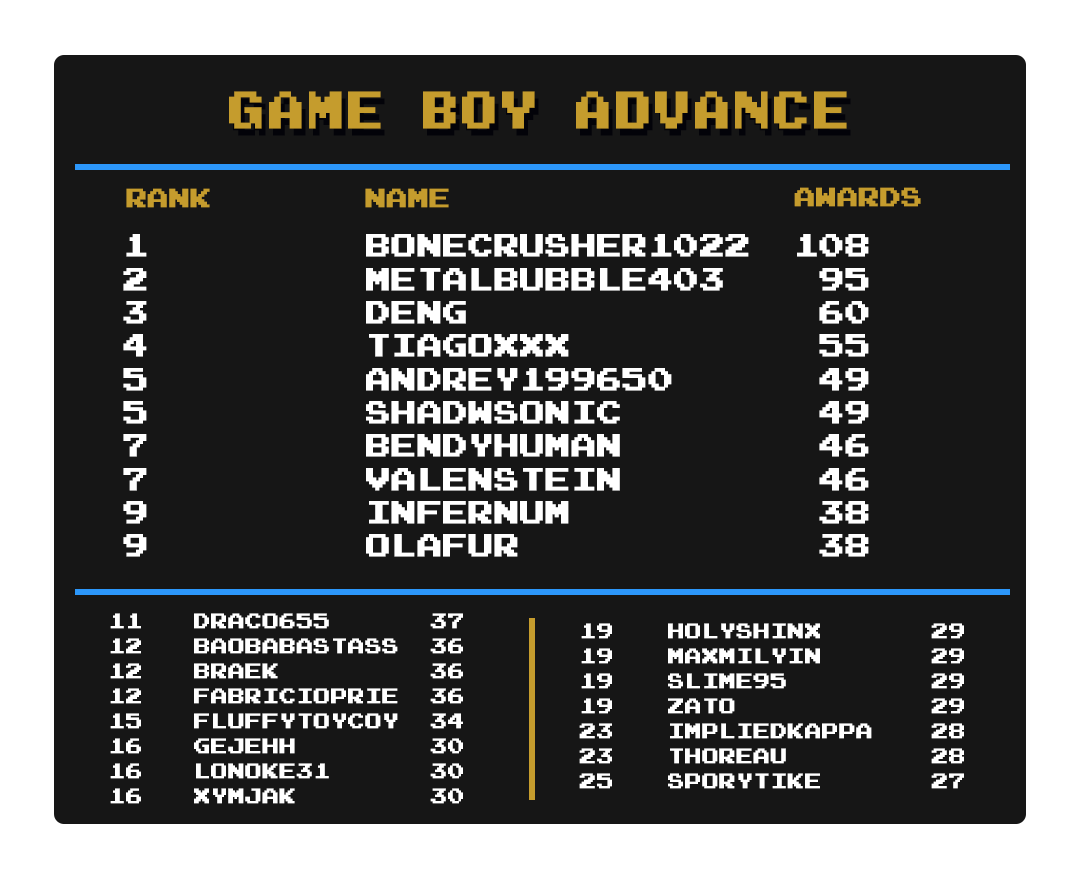 GAME BOY ADVANCE
RANK NAME AWARDS
1 BONECRUSHER1022 108
2 METALBUBBLE403 95
3 DENG 60
4 TIAGOXXX 55
5 ANDREY199650 49
5 SHADWSONIC 49
7 BENDYHUMAN 46
7 VALENSTEIN 46
9 INFERNUM 38
9 OLAFUR 38
11 DRACO655 37
12 BAOBABASTASS 36
12 BRAEK 36
12 FABRICIOPRIE 36
15 FLUFFYTOYCOY 34
16 GEJEHH 30
16 LONOKE31 30
16 XYMJAK 30
19 HOLYSHINX 29
19 MAXMILYIN 29
19 SLIME95 29
19 ZATO 29
23 IMPLIEDKAPPA 28
23 THOREAU 28
25 SPORYTIKE 27